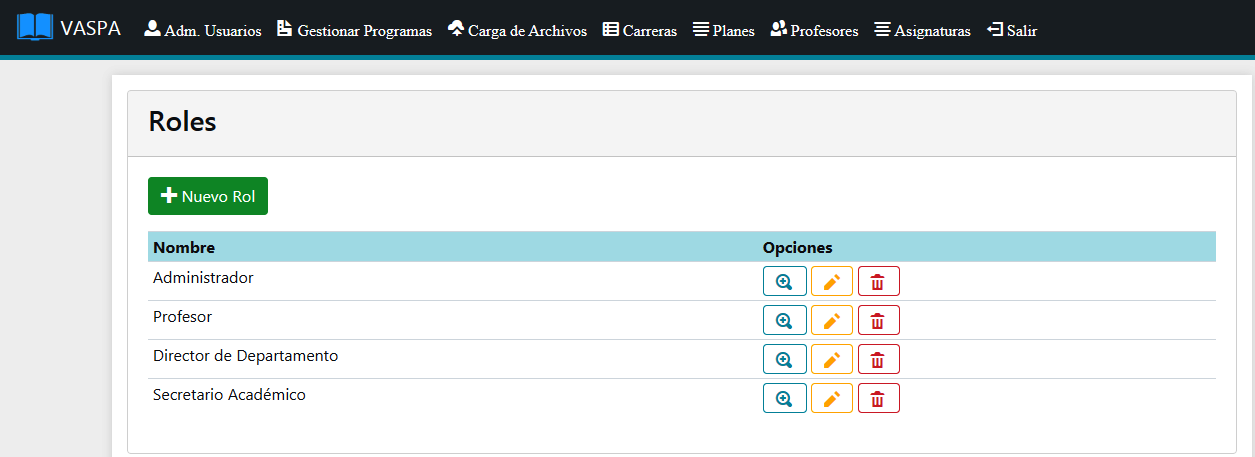 VASPA Adm. Usuarios Gestionar Programas Carga de Archivos Carreras Planes Profesores Asignaturas Salir
Roles
Nuevo Rol
Nombre Opciones
Administrador
Profesor
Director de Departamento
Secretario Académico